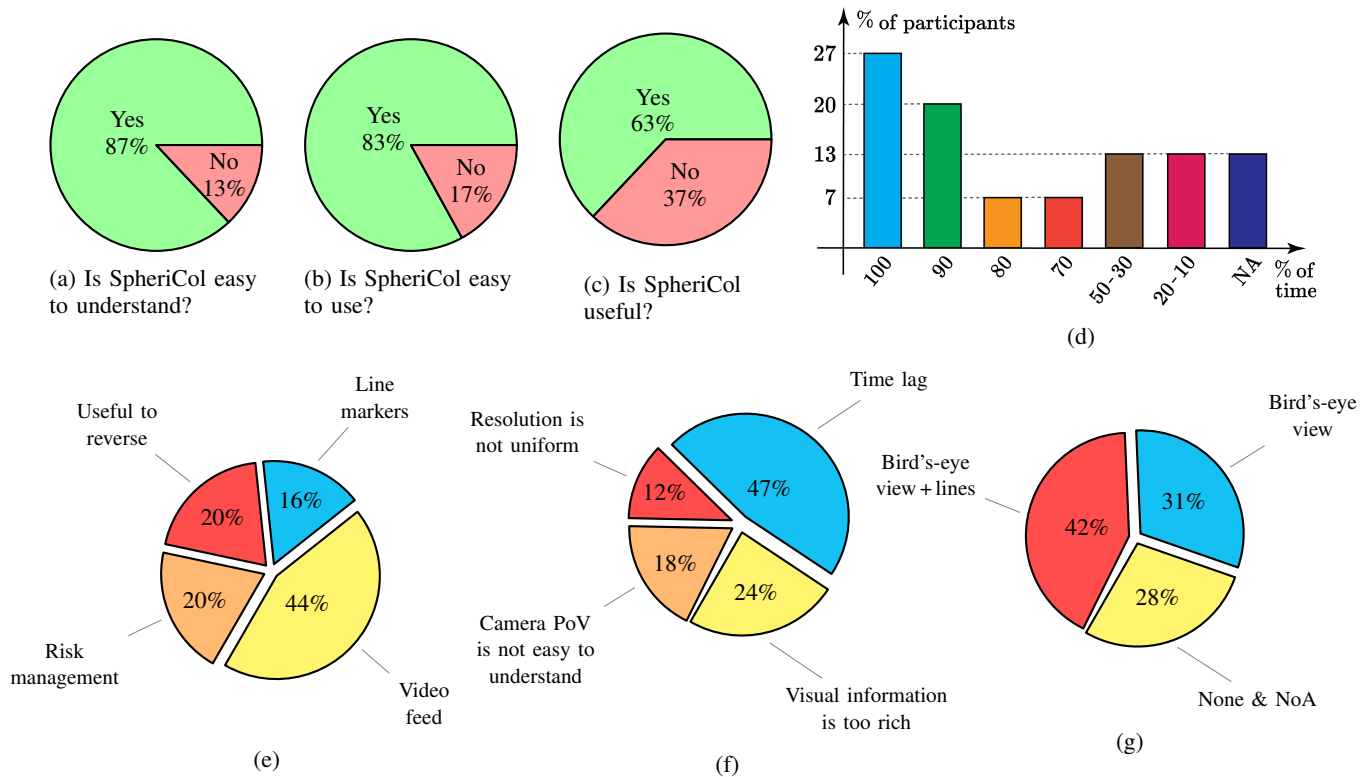 Yes
87%
No
13%
(a) Is SpheriCol easy
to understand?
Yes
83%
No
17%
(b) Is SpheriCol easy
to use?
Yes
63%
No
37%
(c) Is SpheriCol
useful?
% of participants
27
20
13
7
100
90
80
70
50-30
20-10
NA
% of
time
(d)
Line
markers
Useful to
reverse
16%
20%
20%
44%
Risk
management
Video
feed
(e)
Time lag
Resolution is
not uniform
47%
12%
18%
24%
Camera PoV
is not easy to
understand
Visual information
is too rich
(f)
Bird's-eye
view
Bird's-eye
view+lines
31%
42%
28%
None & NoA
(g)